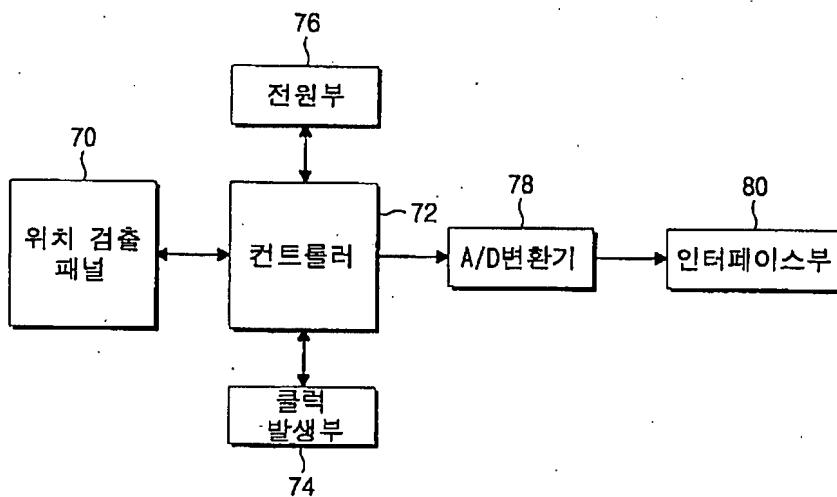 76
전원부
70
위치 검출
패널
72
컨트롤러
78
A/D변환기
80
인터페이스부
클럭
발생부
74